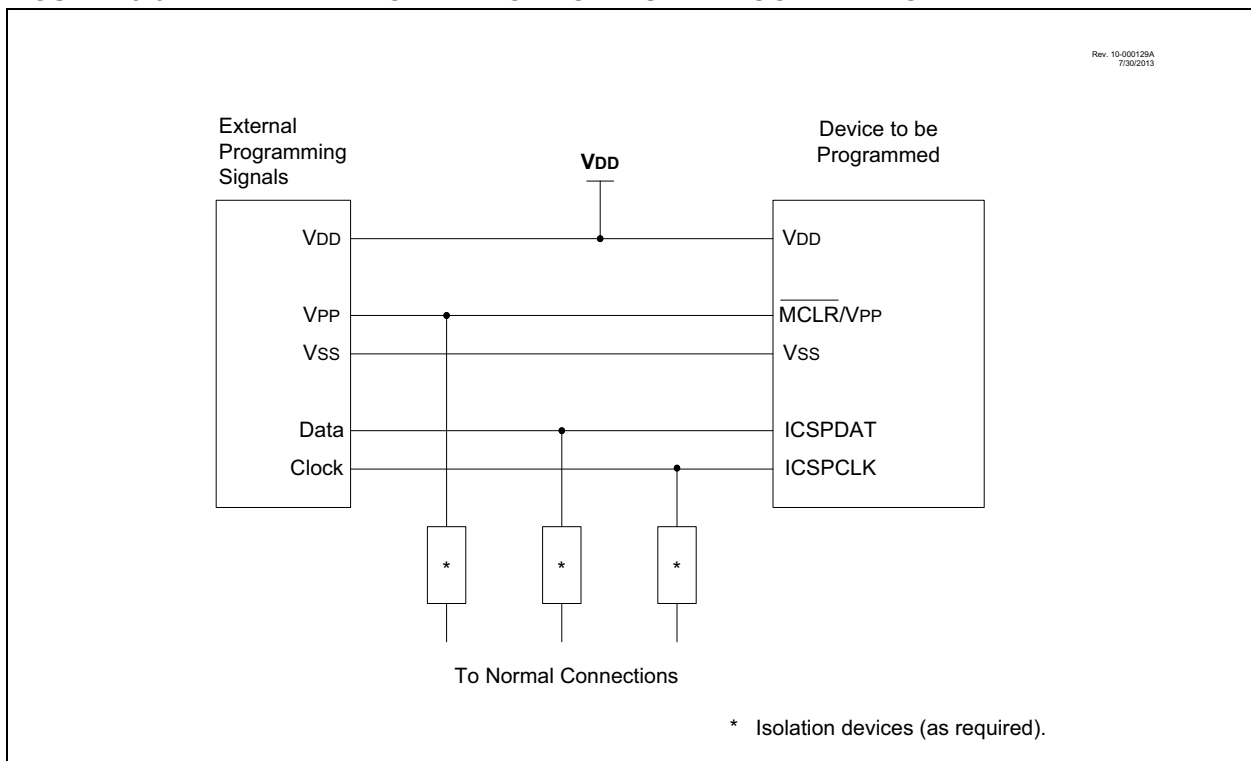 Rev. 10-000129A
7/30/2013
External
Programming
Signals
VDD
Device to be
Programmed
VDD
VDD
VPP
MCLR/VPP
VSS
VSS
Data
ICSPDAT
Clock
ICSPCLK
*
*
*
To Normal Connections
* Isolation devices (as required).